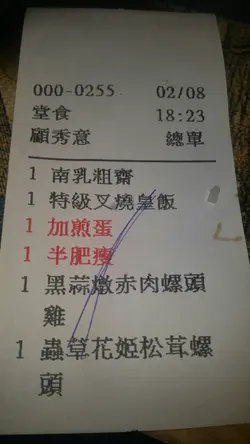 000-0255 02/08
堂食 18:23
顧秀意 總單
1 南乳粗齋
1 特級叉燒皇飯
1 加煎蛋
1 半肥瘦
1 黑蒜燉赤肉螺頭
雞
1 蟲草花姬松茸螺
頭